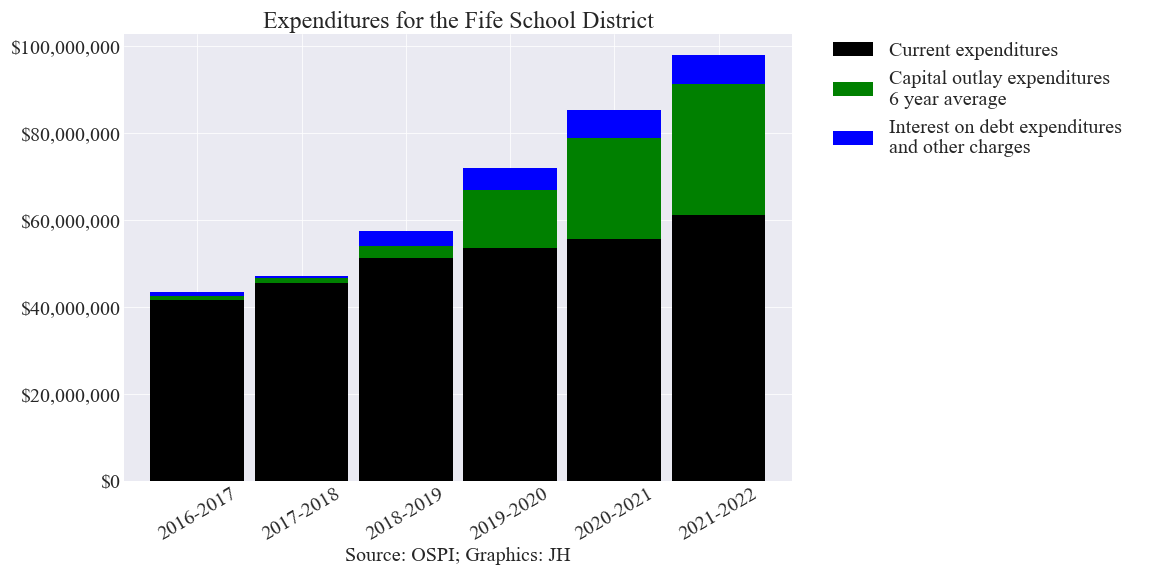 Expenditures for the Fife School District
$100,000,000
$80,000,000
$60,000,000
$40,000,000
$20,000,000
$0
2016-2017
2017-2018
2018-2019
2019-2020
2020-2021
2021-2022
Source: OSPI; Graphics: JH
Current expenditures
Capital outlay expenditures
6 year average
Interest on debt expenditures
and other charges